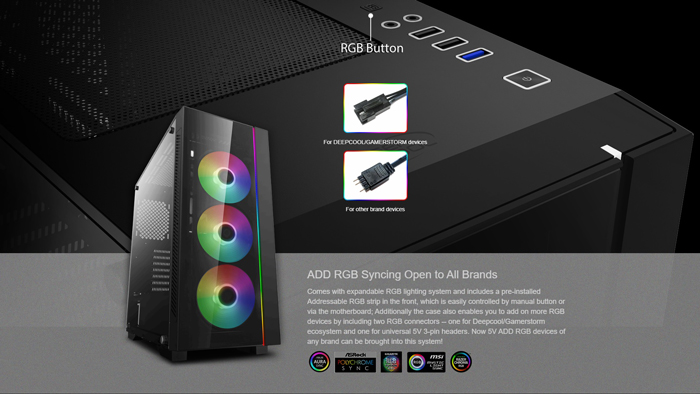 RGB Button
For DEEPCOOL/GAMERSTORM devices
For other brand devices
ADD RGB Syncing Open to All Brands
Comes with expandable RGB lighting system and includes a pre-installed
Addressable RGB strip in the front, which is easily controlled by manual button or
via the motherboard; Additionally the case also enables you to add on more RGB
devices by including two RGB connectors -- one for Deepcool/Gamerstorm
ecosystem and one for universal 5V 3-pin headers. Now 5V ADD RGB devices of
any brand can be brought into this system!
AURA
ASRock
POLYCHROME
SYNC
RGB
msi